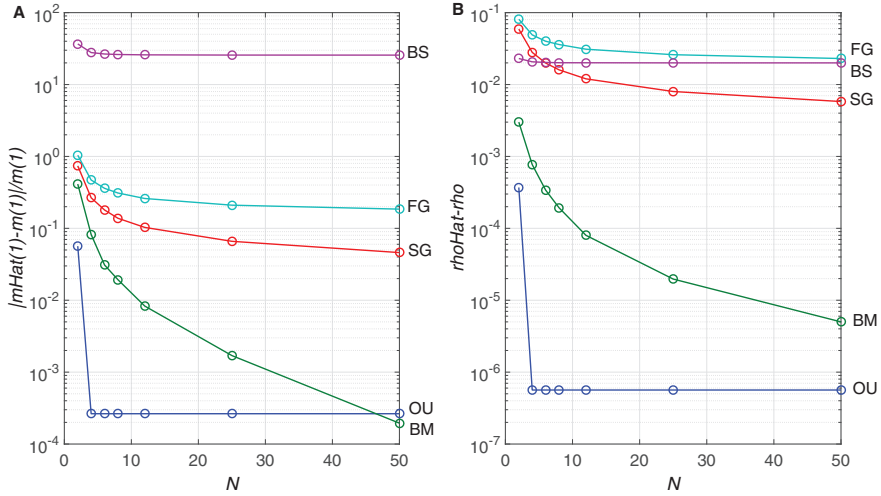 A
|mHat(1)-m(1)|/m(1)
10^2
10^1
10^0
10^-1
10^-2
10^-3
10^-4
0
10
20
30
40
50
N
BS
FG
SG
OU
BM
B
rhoHat-rho
10^-1
10^-2
10^-3
10^-4
10^-5
10^-6
10^-7
0
10
20
30
40
50
N
FG
BS
SG
BM
OU